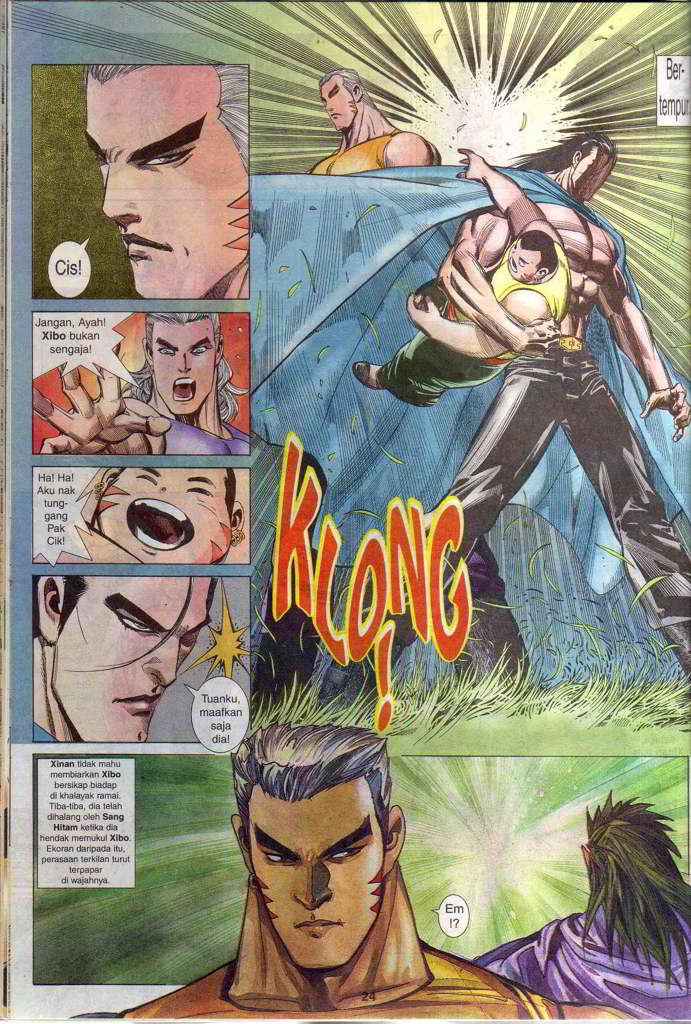 Ber-
tempur
Cis!
Jangan, Ayah!
Xibo bukan
sengaja!
Ha! Ha!
Aku nak
tung-
gang
Pak
Cik!
KLONG!
Tuanku,
maafkan
saja
dia!
Xinan tidak mahu
membiarkan Xibo
bersikap biadap
di khalayak ramai.
Tiba-tiba, dia telah
dihalang oleh Sang
Hitam ketika dia
hendak memukul Xibo.
Ekoran daripada itu,
perasaan terkilan turut
terpapar
di wajahnya.
Em
!?
24